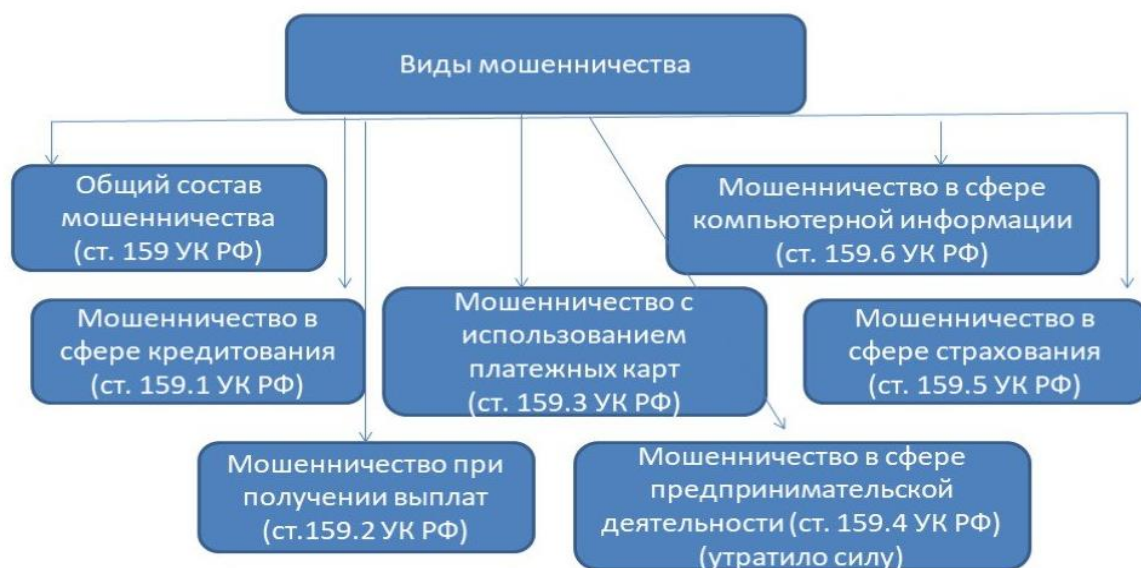 Виды мошенничества
Общий состав
мошенничества
(ст. 159 УК РФ)
Мошенничество в сфере
компьютерной информации
(ст. 159.6 УК РФ)
Мошенничество в
сфере кредитования
(ст. 159.1 УК РФ)
Мошенничество с
использованием
платежных карт
(ст. 159.3 УК РФ)
Мошенничество в
сфере страхования
(ст. 159.5 УК РФ)
Мошенничество при
получении выплат
(ст.159.2 УК РФ)
Мошенничество в сфере
предпринимательской
деятельности (ст. 159.4 УК РФ)
(утратило силу)